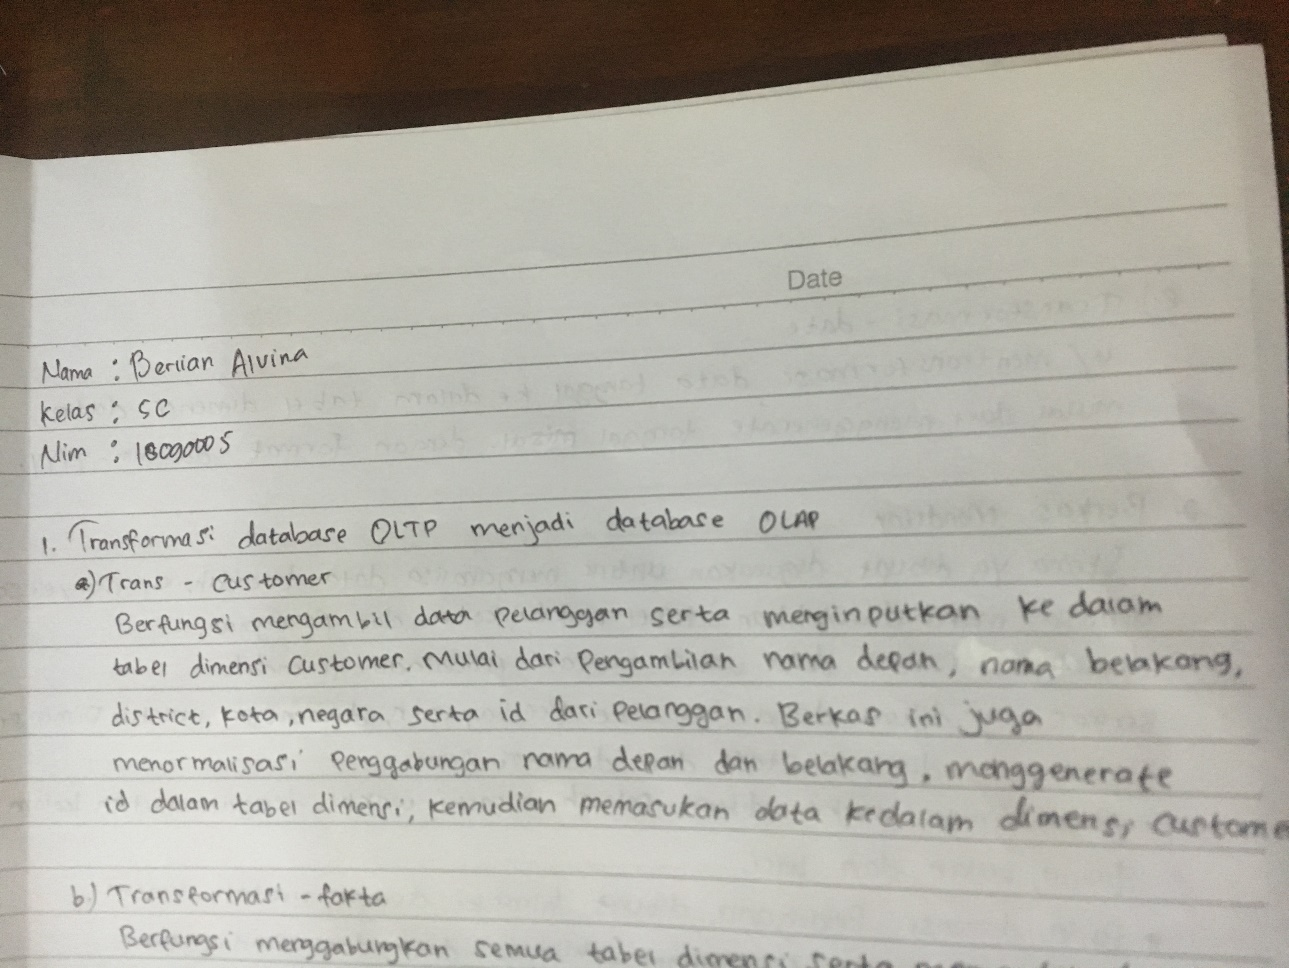 Date
Nama : Berlian Alvina
Kelas : 5C
Nim : 18090005
1. Transformasi database OLTP menjadi database OLAP
a) Trans - customer
Berfungsi mengambil data pelanggan serta menginputkan ke dalam
tabel dimensi customer. Mulai dari pengambilan nama depan, nama belakang,
district, kota, negara serta id dari pelanggan. Berkas ini juga
menormalisasi penggabungan nama depan dan belakang, menggenerate
id dalam tabel dimensi, kemudian memasukan data kedalam dimensi custome
b.) Transformasi - fakta
Berfungsi menggabungkan semua tabel dimensi serta